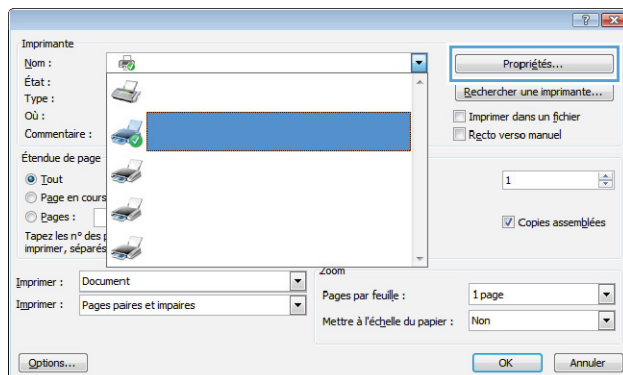 Imprimante
Nom :
Propriétés...
État :
Type :
Rechercher une imprimante...
Où :
Imprimer dans un fichier
Commentaire :
Recto verso manuel
Étendue de page
Tout
1
Page en cours
Pages :
Copies assemblées
Tapez les n° des
imprimer, séparés
Zoom
Imprimer : Document
Pages par feuille : 1 page
Imprimer : Pages paires et impaires
Mettre à l'échelle du papier : Non
Options...
OK
Annuler